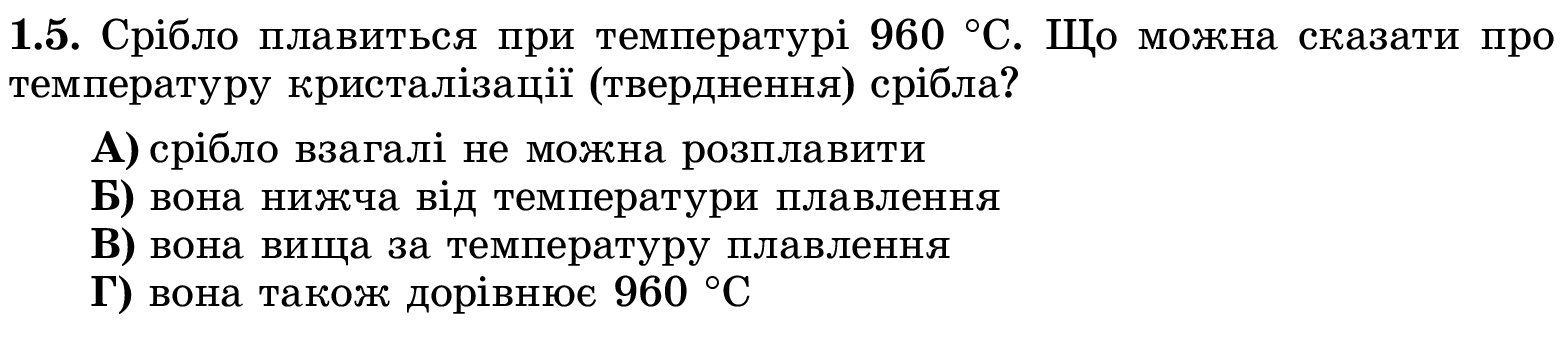 1.5. Срібло плавиться при температурі 960 °C. Що можна сказати про
температуру кристалізації (тверднення) срібла?
А) срібло взагалі не можна розплавити
Б) вона нижча від температури плавлення
В) вона вища за температуру плавлення
Г) вона також дорівнює 960 °C